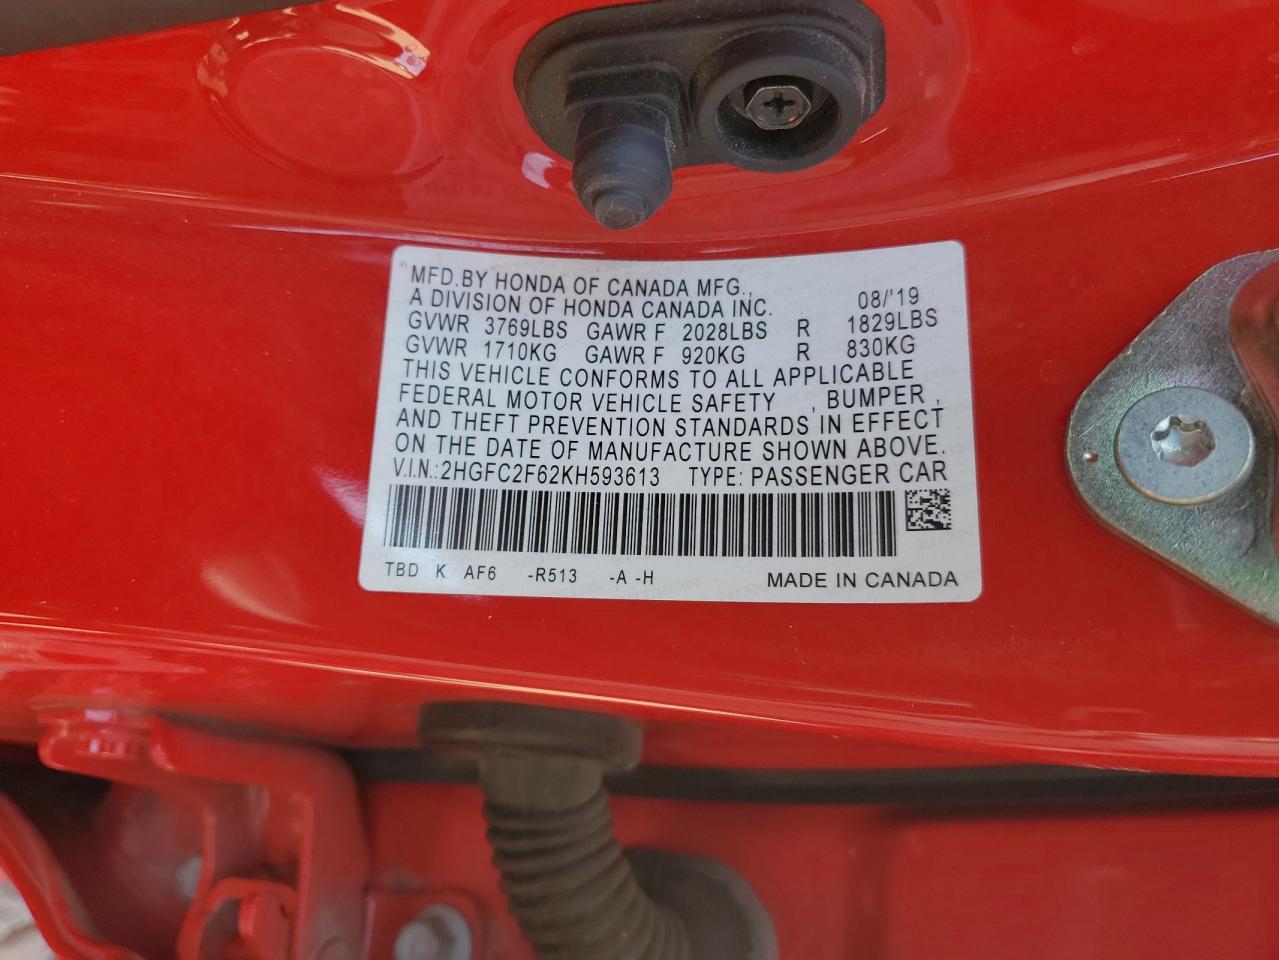 MFD.BY HONDA OF CANADA MFG.,
A DIVISION OF HONDA CANADA INC. 08/'19
GVWR 3769LBS GAWR F 2028LBS R 1829LBS
GVWR 1710KG GAWR F 920KG R 830KG
THIS VEHICLE CONFORMS TO ALL APPLICABLE
FEDERAL MOTOR VEHICLE SAFETY , BUMPER ,
AND THEFT PREVENTION STANDARDS IN EFFECT
ON THE DATE OF MANUFACTURE SHOWN ABOVE.
V.I.N.:2HGFC2F62KH593613 TYPE: PASSENGER CAR
TBD K AF6 -R513 -A -H MADE IN CANADA